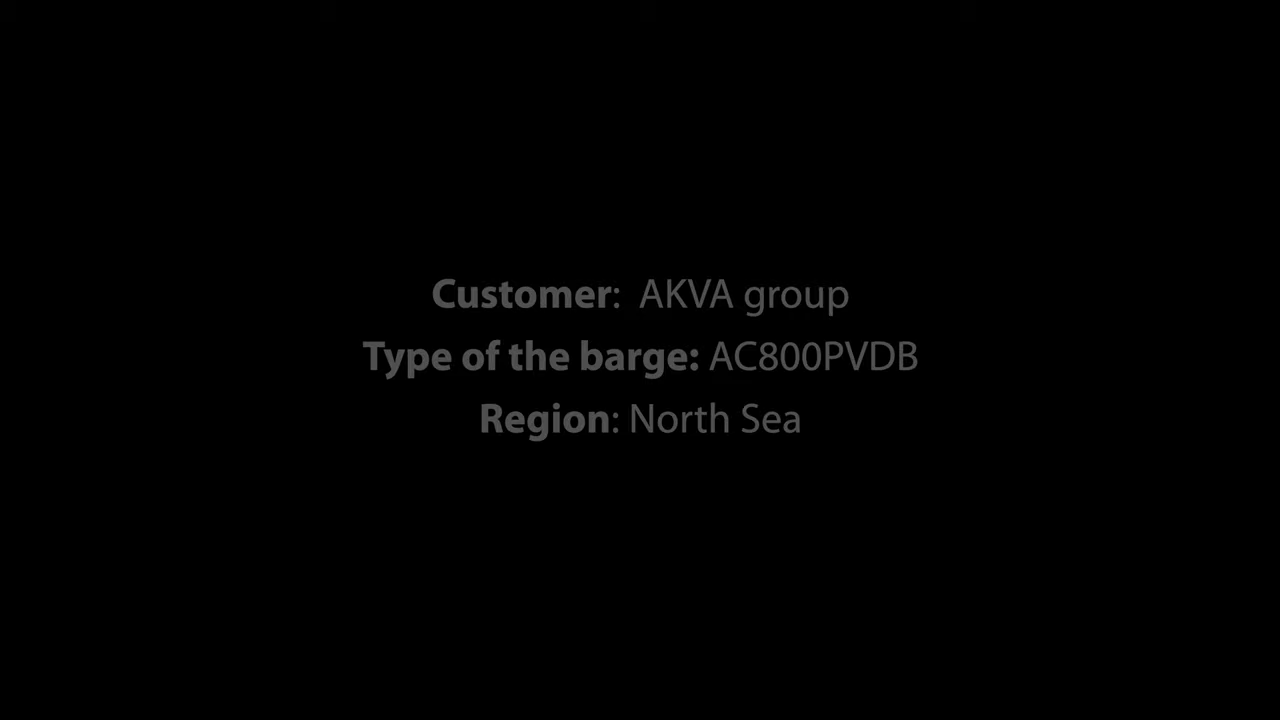 Customer:  AKVA group
Type of the barge: AC800PVDB
Region: North Sea